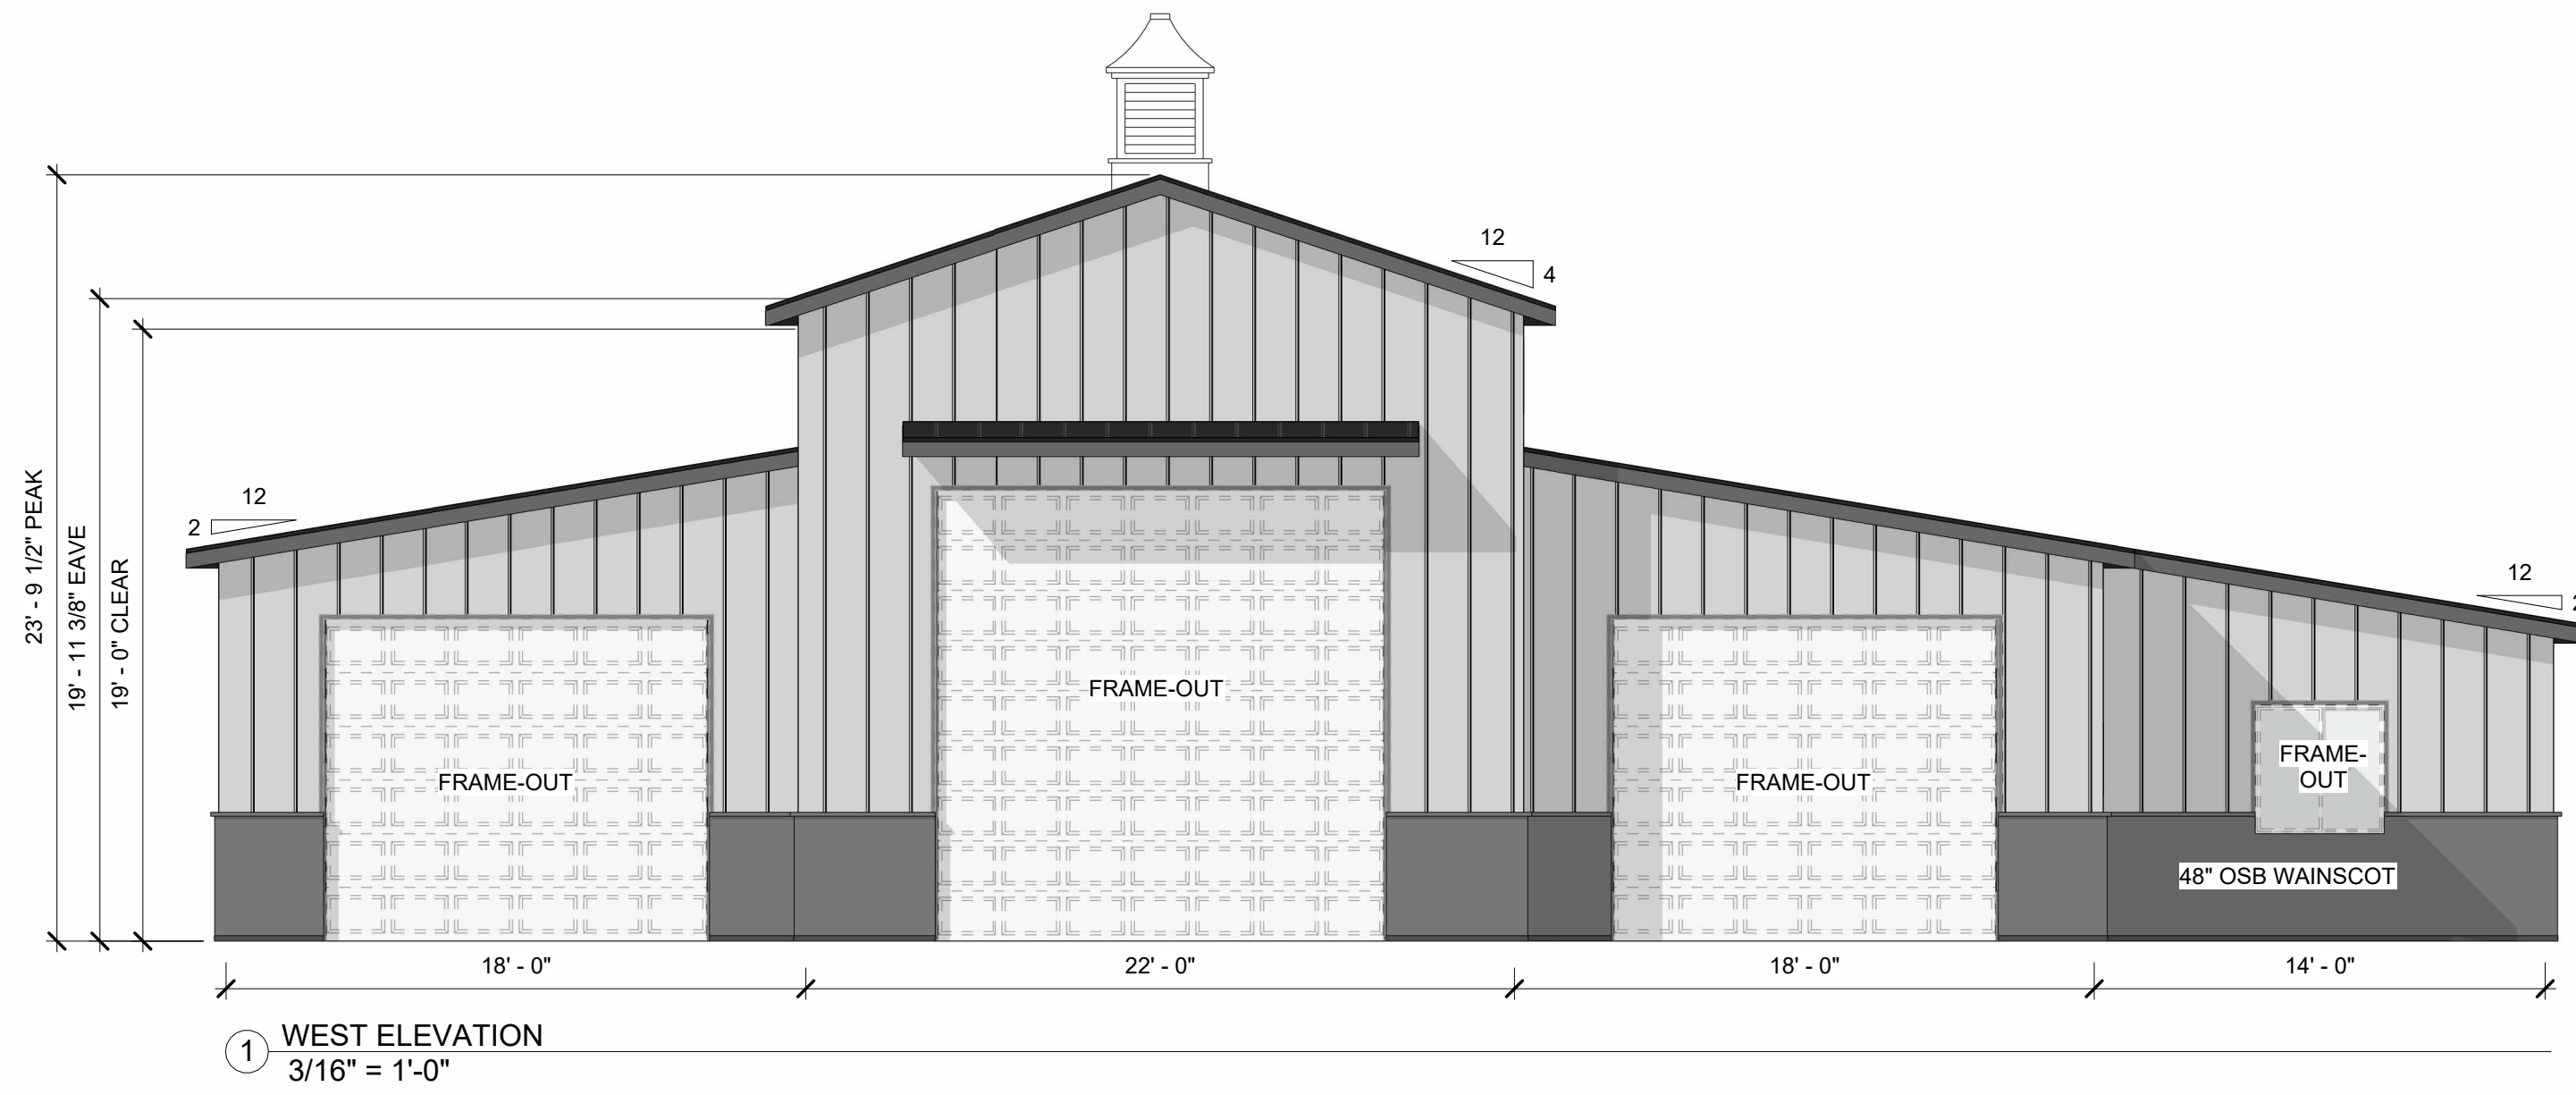 12
4
12
2
12
23' - 9 1/2" PEAK
19' - 11 3/8" EAVE
19' - 0" CLEAR
FRAME-OUT
FRAME-OUT
FRAME-OUT
FRAME-
OUT
48" OSB WAINSCOT
18' - 0"
22' - 0"
18' - 0"
14' - 0"
1
WEST ELEVATION
3/16" = 1'-0"